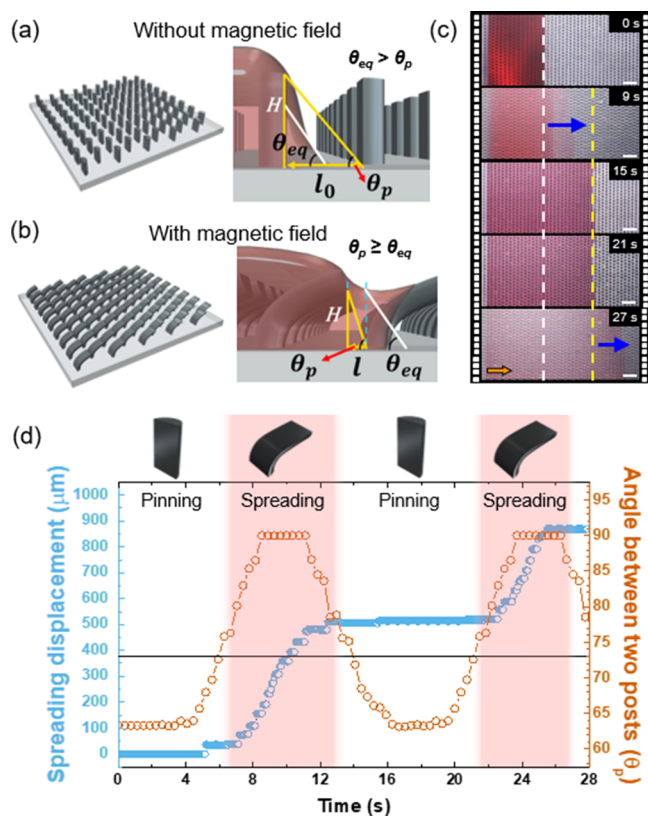 (a)
Without magnetic field
θeq > θp
H
θeq
l0
θp
(b)
With magnetic field
θp ≥ θeq
H
θp
l
θeq
(c)
0 s
9 s
15 s
21 s
27 s
(d)
Pinning
Spreading
Pinning
Spreading
Spreading displacement (μm)
1000
900
800
700
600
500
400
300
200
100
0
Angle between two posts (θp)
95
90
85
80
75
70
65
60
0
4
8
12
16
20
24
28
Time (s)